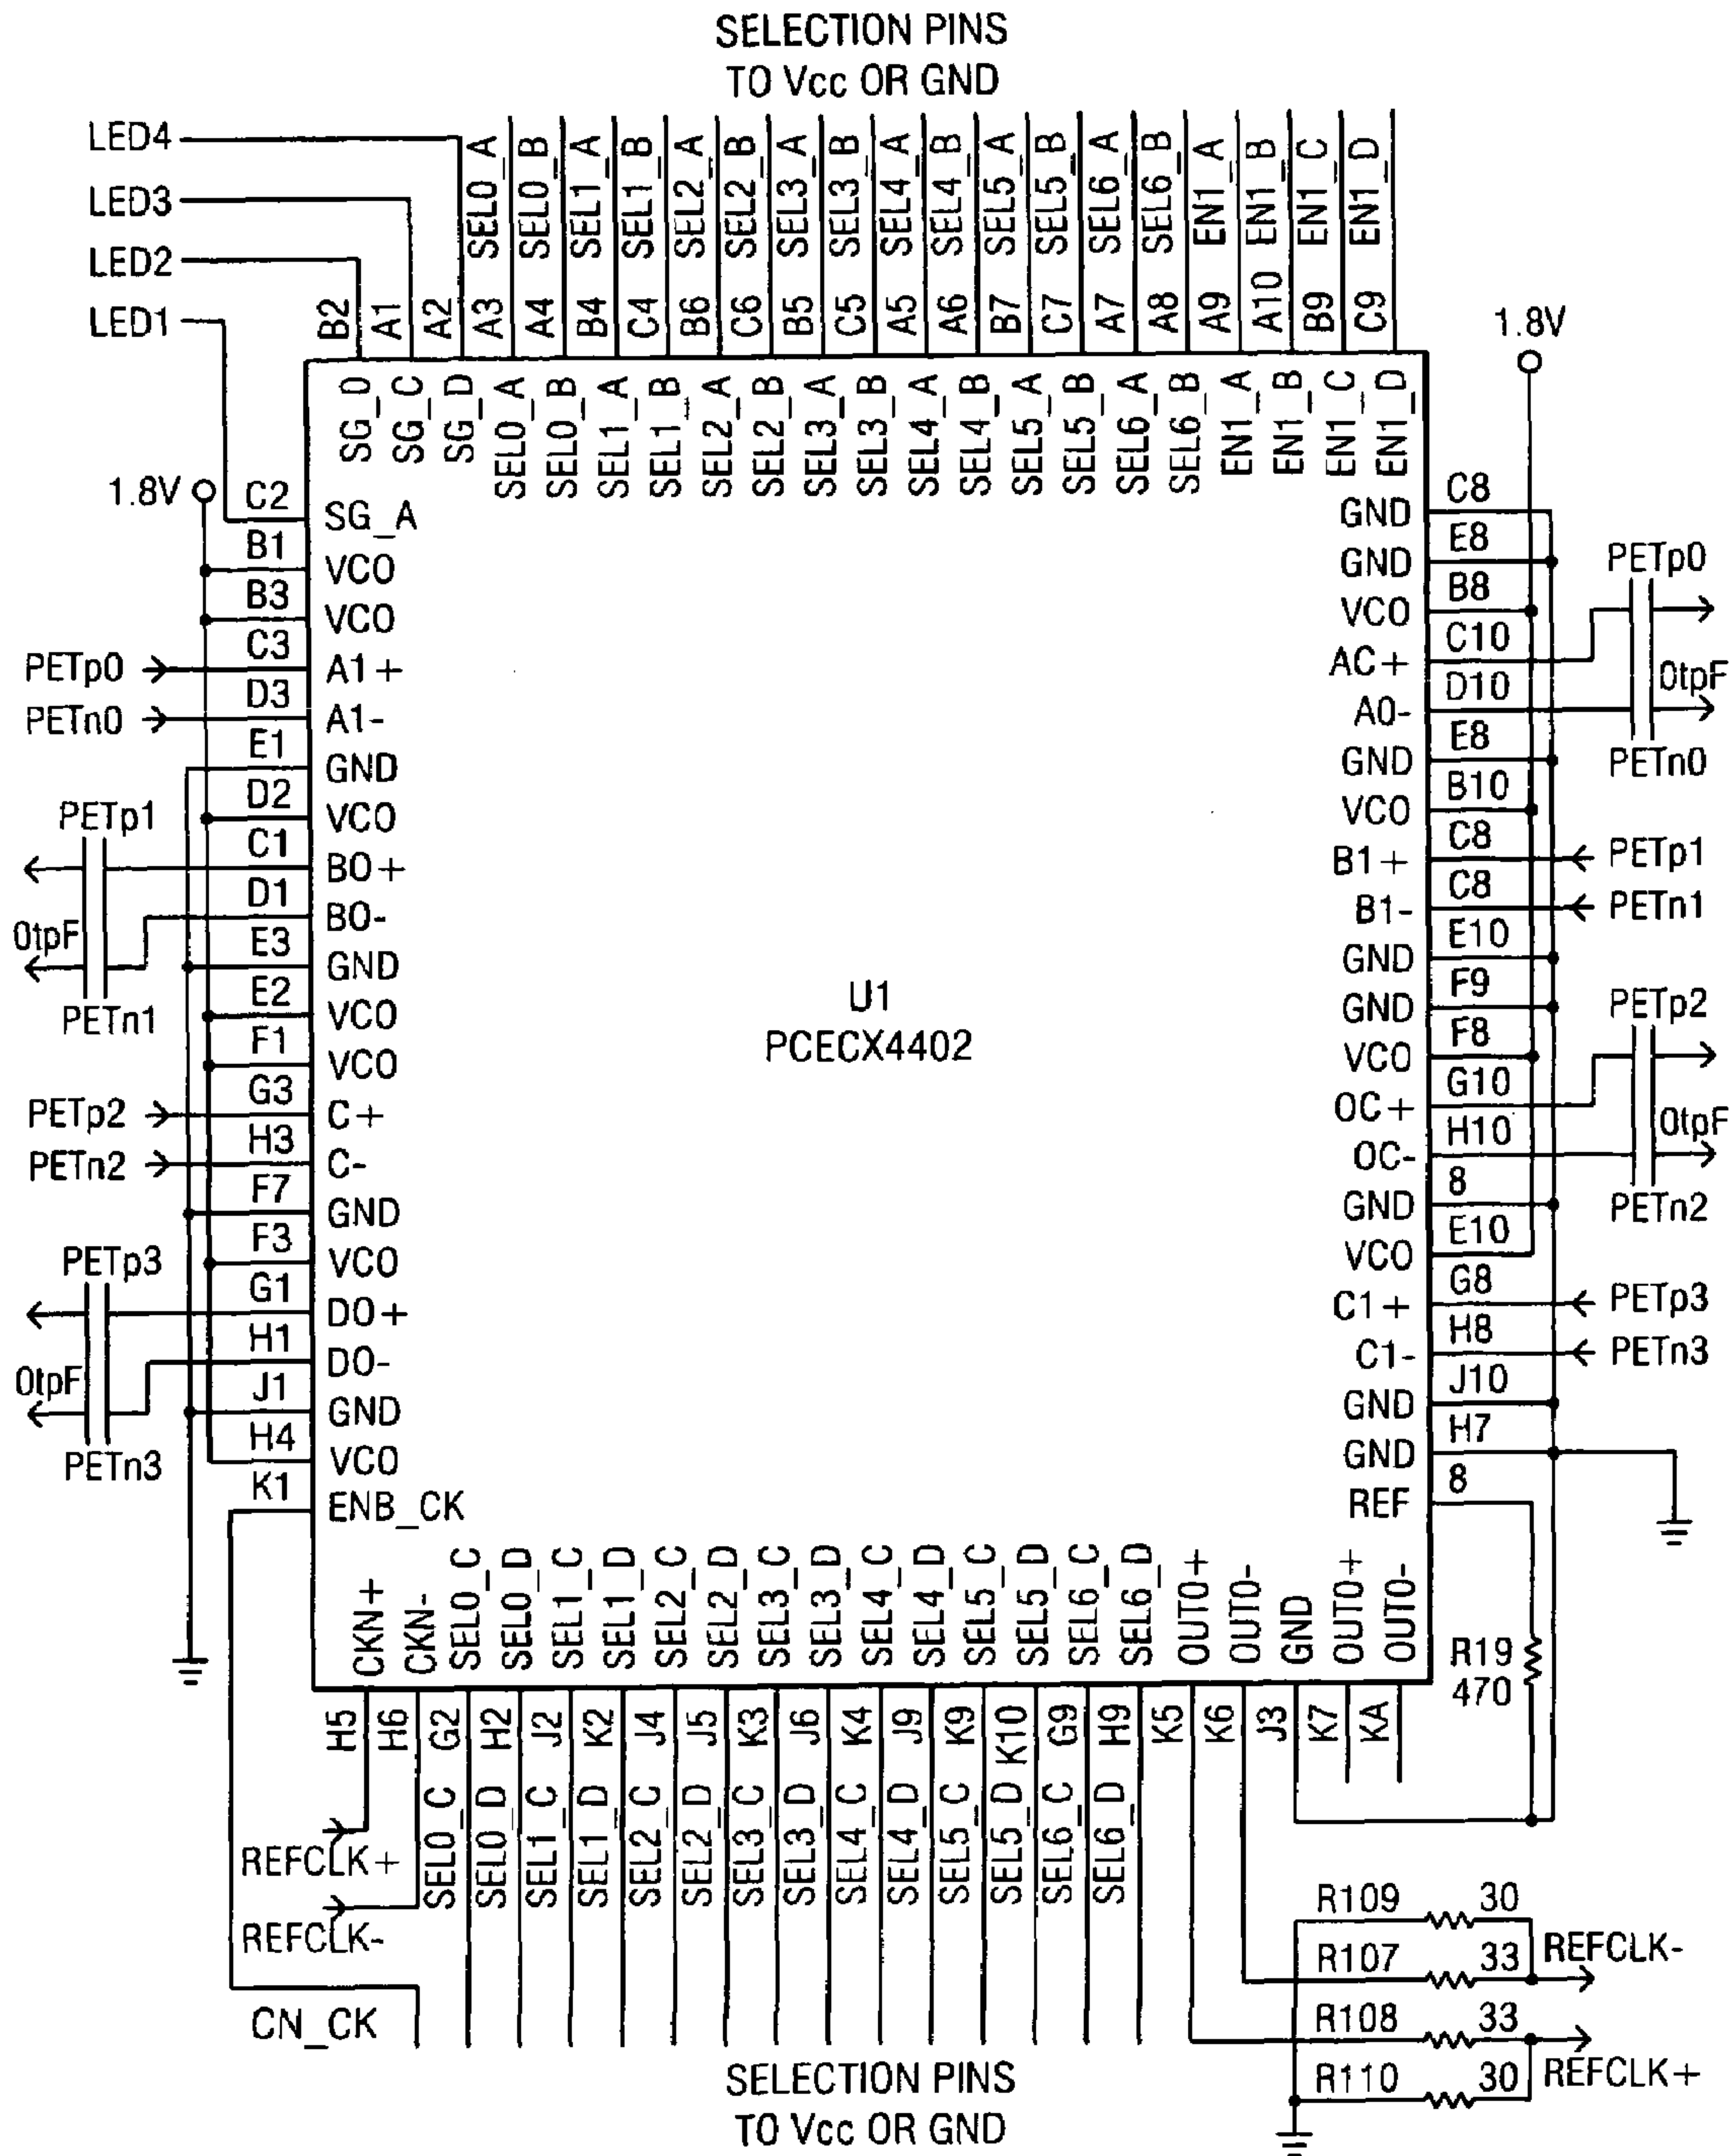 SELECTION PINS
TO Vcc OR GND
LED4
LED3
LED2
LED1
B2
A1
A2
A3 SEL0_A
A4 SEL0_B
B4 SEL1_A
C4 SEL1_B
B6 SEL2_A
C6 SEL2_B
B5 SEL3_A
C5 SEL3_B
A5 SEL4_A
A6 SEL4_B
B7 SEL5_A
C7 SEL5_B
A7 SEL6_A
A8 SEL6_B
A9 EN1_A
A10 EN1_B
B9 EN1_C
C9 EN1_D
SG_D
SG_C
SG_D
SEL0_A
SEL0_B
SEL1_A
SEL1_B
SEL2_A
SEL2_B
SEL3_A
SEL3_B
SEL4_A
SEL4_B
SEL5_A
SEL5_B
SEL6_A
SEL6_B
EN1_A
EN1_B
EN1_C
EN1_D
1.8V
C2 SG_A
B1 VCO
B3 VCO
PETp0 C3 A1+
PETn0 D3 A1-
E1 GND
D2 VCO
PETp1
C1 B0+
D1 B0-
0tpF
PETn1
E3 GND
E2 VCO
F1 VCO
PETp2 G3 C+
PETn2 H3 C-
F7 GND
F3 VCO
PETp3
G1 D0+
H1 D0-
0tpF
PETn3
J1 GND
H4 VCO
K1 ENB_CK
U1
PCECX4402
1.8V
GND C8
GND E8
VCO B8
AC+ C10
A0- D10
PETp0
0tpF
PETn0
GND E8
VCO B10
B1+ C8 PETp1
B1- C8 PETn1
GND E10
GND F9
VCO F8
OC+ G10
OC- H10
PETp2
0tpF
PETn2
GND 8
VCO E10
C1+ G8 PETp3
C1- H8 PETn3
GND J10
GND H7
REF 8
R19
470
CKN+
CKN-
SEL0_C
SEL0_D
SEL1_C
SEL1_D
SEL2_C
SEL2_D
SEL3_C
SEL3_D
SEL4_C
SEL4_D
SEL5_C
SEL5_D
SEL6_C
SEL6_D
OUT0+
OUT0-
GND
OUT0+
OUT0-
H5
H6
G2 SEL0_C
H2 SEL0_D
J2 SEL1_C
K2 SEL1_D
J4 SEL2_C
J5 SEL2_D
K3 SEL3_C
J6 SEL3_D
K4 SEL4_C
J9 SEL4_D
K9 SEL5_C
K10 SEL5_D
G9 SEL6_C
H9 SEL6_D
K5
K6
J3
K7
KA
REFCLK+
REFCLK-
CN_CK
R109 30
R107 33
REFCLK-
R108 33
R110 30
REFCLK+
SELECTION PINS
TO Vcc OR GND